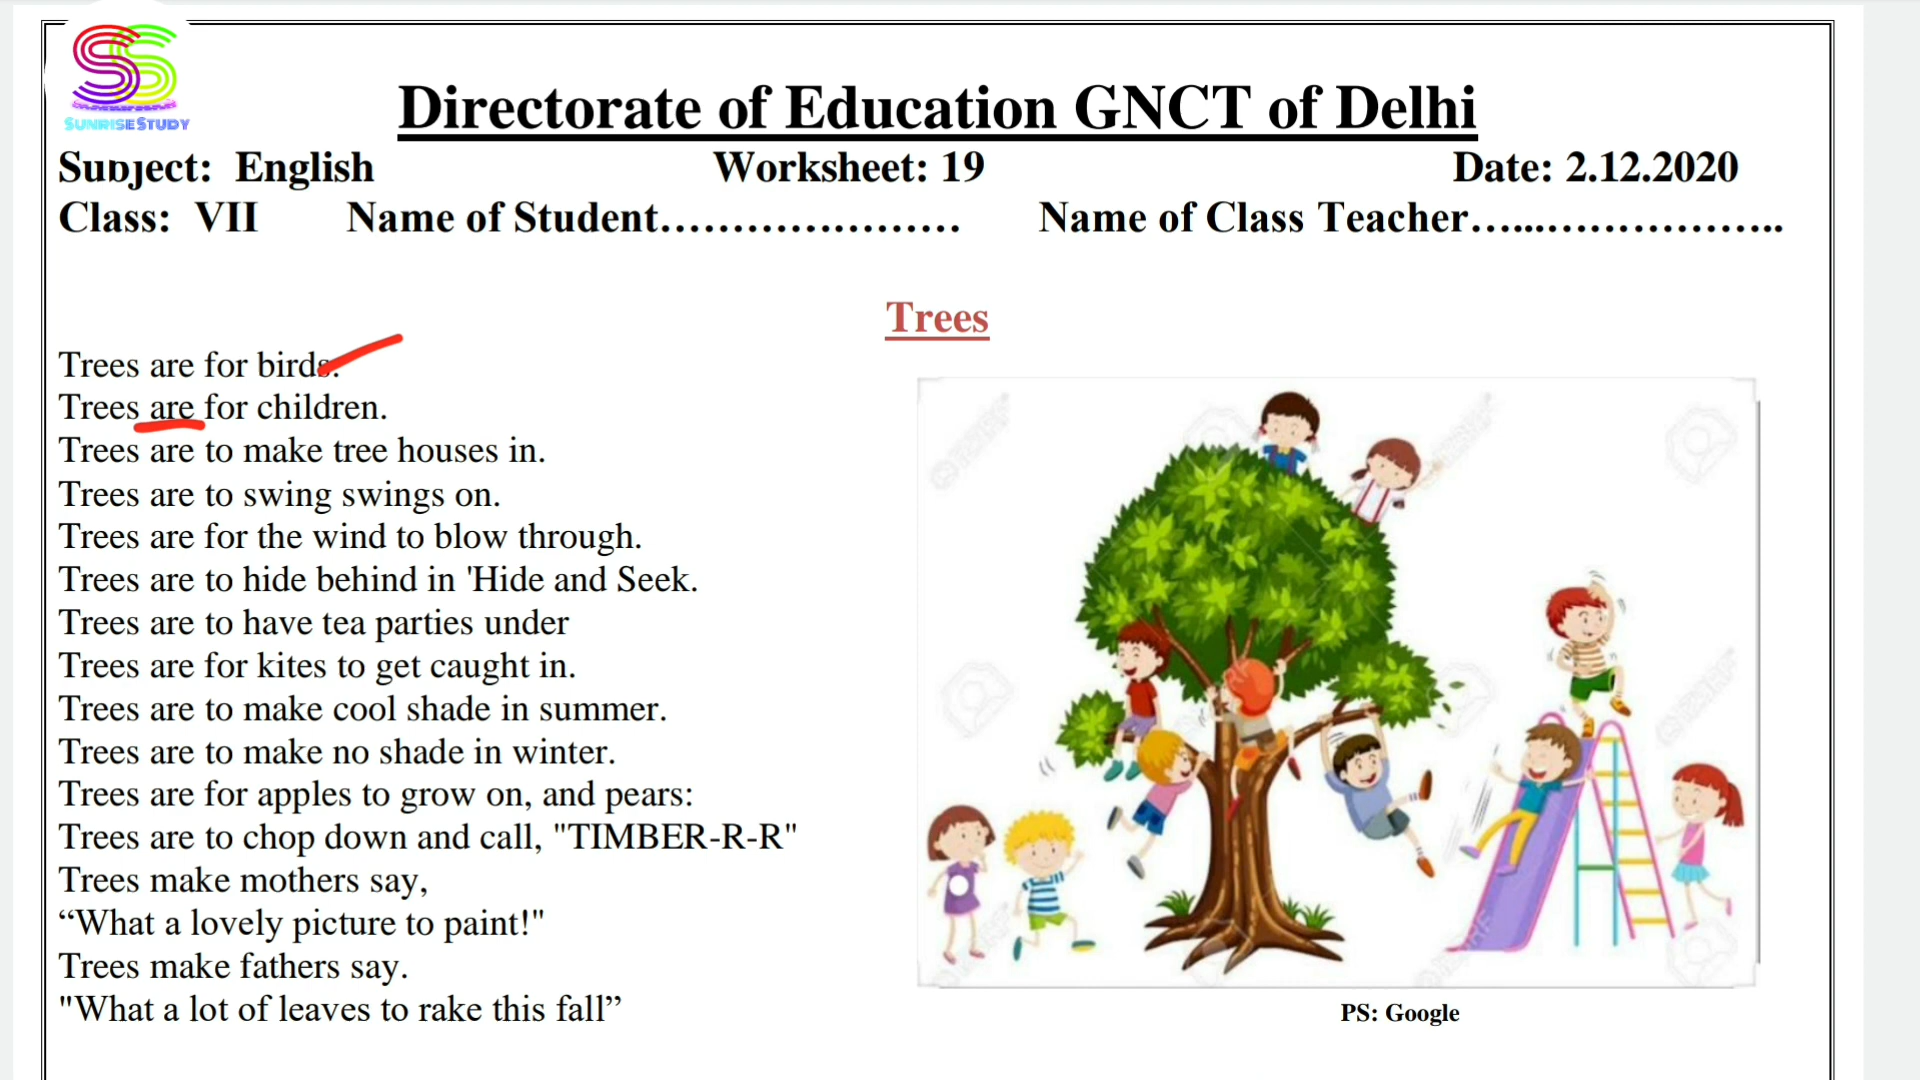 SUNRISE STUDY
Directorate of Education GNCT of Delhi
Subject: English Worksheet: 19 Date: 2.12.2020
Class: VII Name of Student………………… Name of Class Teacher…...……………..
Trees
Trees are for birds.
Trees are for children.
Trees are to make tree houses in.
Trees are to swing swings on.
Trees are for the wind to blow through.
Trees are to hide behind in 'Hide and Seek.
Trees are to have tea parties under
Trees are for kites to get caught in.
Trees are to make cool shade in summer.
Trees are to make no shade in winter.
Trees are for apples to grow on, and pears:
Trees are to chop down and call, "TIMBER-R-R"
Trees make mothers say,
“What a lovely picture to paint!"
Trees make fathers say.
"What a lot of leaves to rake this fall”
PS: Google